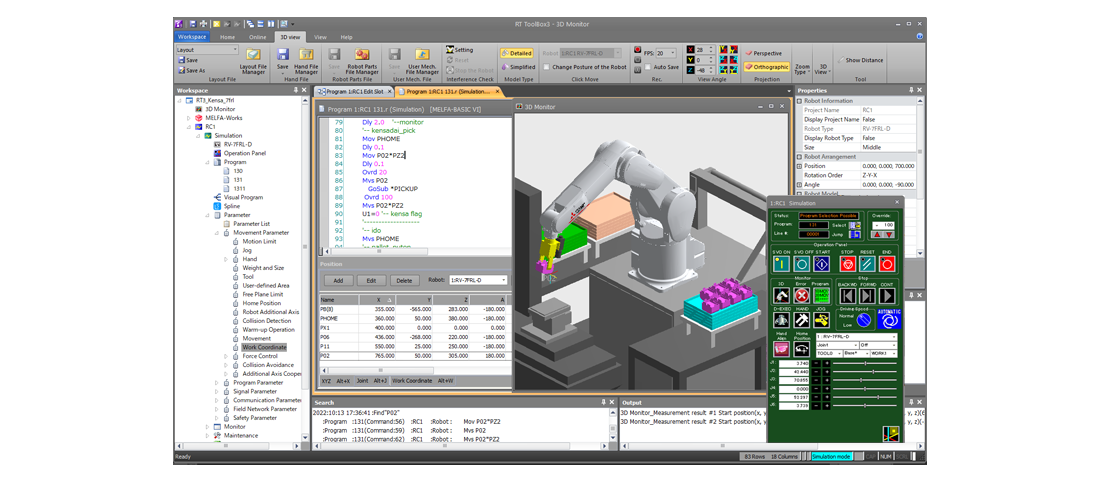 RT ToolBox3 - 3D Monitor
Workspace Home Online 3D view View Help
Layout
Save
Save As
Layout File Manager
Layout File
Save
Hand File Manager
Hand File
Save
Robot Parts File Manager
Robot Parts File
Save
User Mech. File Manager
User Mech. File
Setting
Reset
Interference Check
Detailed
Simplified
Model Type
Robot 1:RC1 RV-7FRL-D
Change Posture of the Robot
Click Move
FPS: 20
Auto Save
Rec.
X 28
Y 0
Z -48
View Angle
Perspective
Orthographic
Projection
Zoom Type
3D View
Show Distance
Tool
Workspace
RT3_Kensa_7frl
3D Monitor
MELFA-Works
RC1
Simulation
RV-7FRL-D
Operation Panel
Program
130
131
1311
Visual Program
Spline
Parameter
Parameter List
Movement Parameter
Motion Limit
Jog
Hand
Weight and Size
Tool
User-defined Area
Free Plane Limit
Home Position
Robot Additional Axis
Collision Detection
Warm-up Operation
Movement
Work Coordinate
Force Control
Collision Avoidance
Additional Axis Cooper
Program Parameter
Signal Parameter
Communication Parameter
Field Network Parameter
Safety Parameter
Monitor
Maintenance
Program 1:RC1 Edit Slot
Program 1:RC1 131.r (Simulation...
Program 1:RC1 131.r (Simulation) [MELFA-BASIC VI]
79 Dly 2.0 '--monitor
80 '-- kensadai_pick
81 Mov PHOME
82 Dly 0.1
83 Mov P02*PZ2
84 Dly 0.1
85 Ovrd 20
86 Mvs P02
87 GoSub *PICKUP
88 Ovrd 100
89 Mvs P02*PZ2
90 U1=0 '-- kensa flag
91 '--------------------
92 '-- ido
93 Mvs PHOME
Position
Add Edit Delete Robot: 1:RV-7FRL-D
Name X Y Z A
P8(8) 355.000 -565.000 283.000 -180.000
PHOME 360.000 50.000 380.000 -180.000
PX1 400.000 0.000 0.000 0.000
P06 436.000 -268.000 220.000 -180.000
P11 550.000 25.000 250.000 -180.000
P02 765.000 50.000 305.000 -180.000
XYZ Alt+X Joint Alt+J Work Coordinate Alt+W
3D Monitor
Properties
Robot Information
Project Name RC1
Display Project Name False
Robot Type RV-7FRL-D
Display Robot Type False
Size Middle
Robot Arrangement
Position 0.000, 0.000, 700.000
Rotation Order Z-Y-X
Angle 0.000, 0.000, -90.000
Robot Model
1:RC1 Simulation
Status: Program Selection Possible
Program: 131 Select
Line #: 00001 Jump
Override:
100
Operation Panel
SVO ON SVO OFF START STOP RESET END
Monitor
3D Error Program
Step
BACKWD FORWD CONT
D-EXEC HAND JOG
Driving Speed
Normal
Low
AUTOMATIC
Hand Align
Home Position
1 : RV-7FRL-D
Joint Off
TOOL0 Base* WORK3
J1
J2
J3
J4 0.000
J5
J6
Search
2022:10:13 17:36:41:Find"P02"
:Program :131(Command:56) :RC1 :Robot: Mov P02*PZ2
:Program :131(Command:59) :RC1 :Robot: Mvs P02
:Program :131(Command:62) :RC1 :Robot: Mvs P02*PZ2
Output
3D Monitor_Measurement result #1 Start position(x, y
3D Monitor_Measurement result #2 Start position(x, y
Ready
83 Rows 18 Columns
Simulation mode
CAP NUM